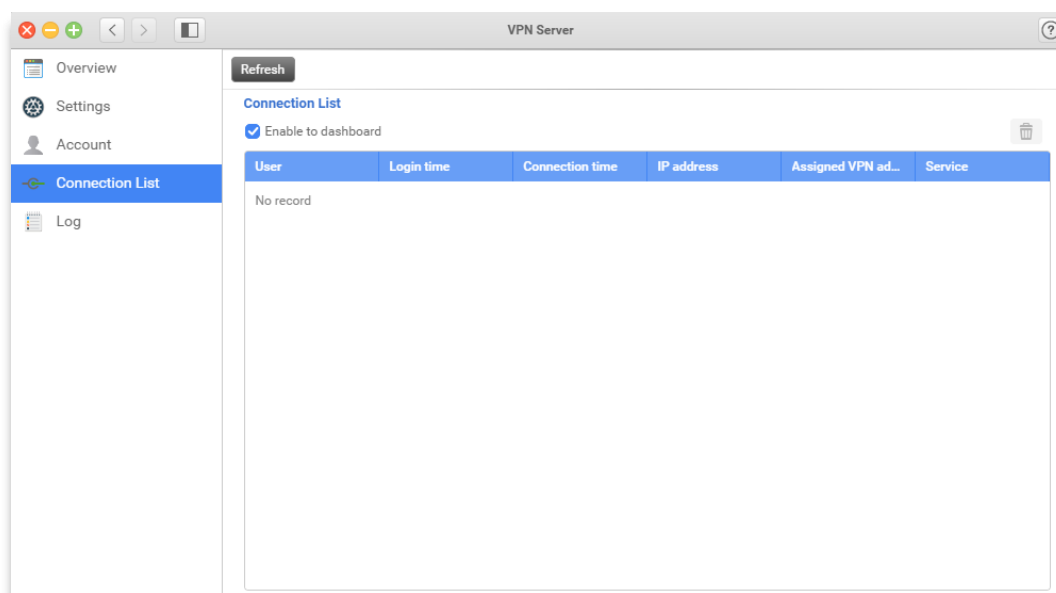 VPN Server
Overview
Settings
Account
Connection List
Log
Refresh
Connection List
Enable to dashboard
User Login time Connection time IP address Assigned VPN ad... Service
No record